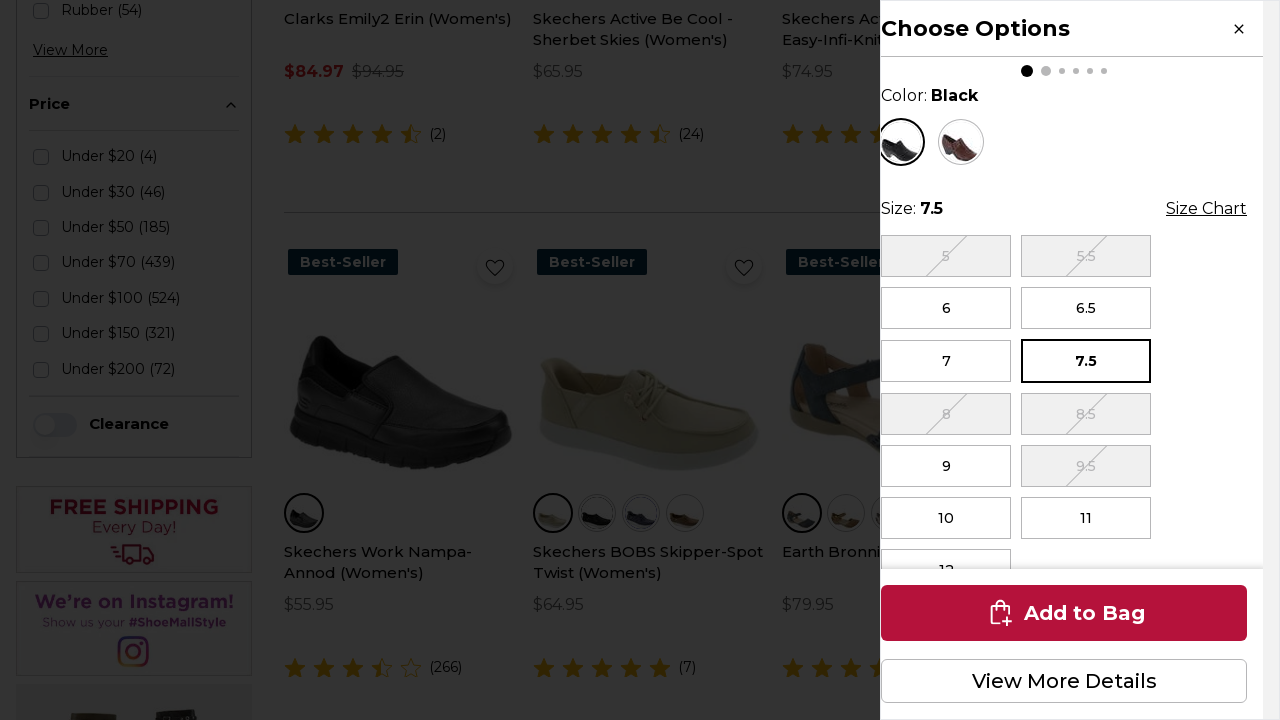 Rubber (54)
View More
Price
Under $20 (4)
Under $30 (46)
Under $50 (185)
Under $70 (439)
Under $100 (524)
Under $150 (321)
Under $200 (72)
Clearance
FREE SHIPPING
Every Day!
We're on Instagram!
Show us your #ShoeMallStyle
Clarks Emily2 Erin (Women's)
$84.97 $94.95
(2)
Skechers Active Be Cool -
Sherbet Skies (Women's)
$65.95
(24)
Skechers Active
Easy-Infi-Knit
$74.95
Best-Seller
Skechers Work Nampa-
Annod (Women's)
$55.95
(266)
Best-Seller
Skechers BOBS Skipper-Spot
Twist (Women's)
$64.95
(7)
Best-Seller
Earth Bronni
$79.95
Choose Options
Color: Black
Size: 7.5
Size Chart
5
5.5
6
6.5
7
7.5
8
8.5
9
9.5
10
11
12
Add to Bag
View More Details